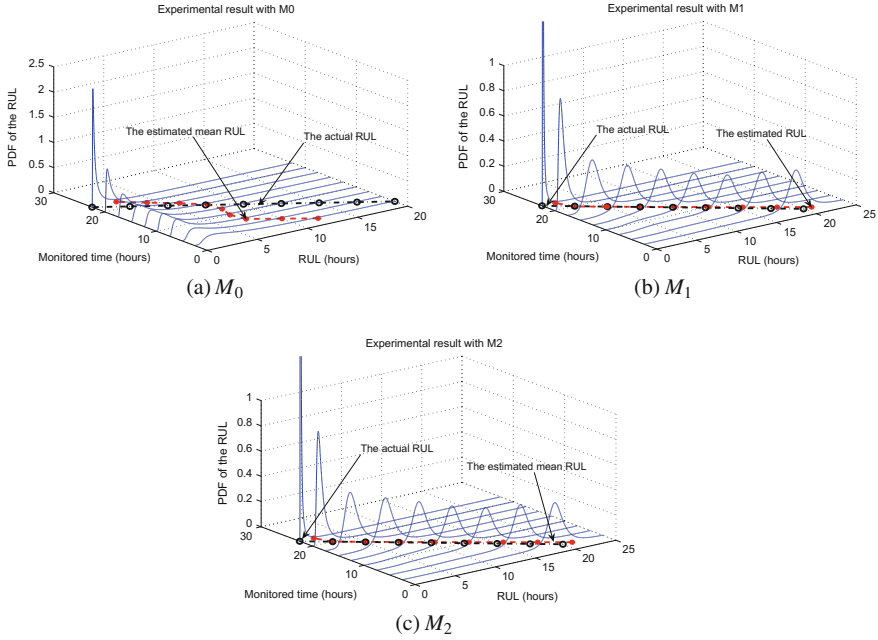 Experimental result with M0
2.5
2
1.5
1
0.5
0
PDF of the RUL
The estimated mean RUL
The actual RUL
30
20
10
0
Monitored time (hours)
0
5
10
15
20
RUL (hours)
(a) M0
Experimental result with M1
1
0.8
0.6
0.4
0.2
0
PDF of the RUL
The actual RUL
The estimated RUL
30
20
10
0
Monitored time (hours)
0
5
10
15
20
25
RUL (hours)
(b) M1
Experimental result with M2
1
0.8
0.6
0.4
0.2
0
PDF of the RUL
The actual RUL
The estimated mean RUL
30
20
10
0
Monitored time (hours)
0
5
10
15
20
25
RUL (hours)
(c) M2